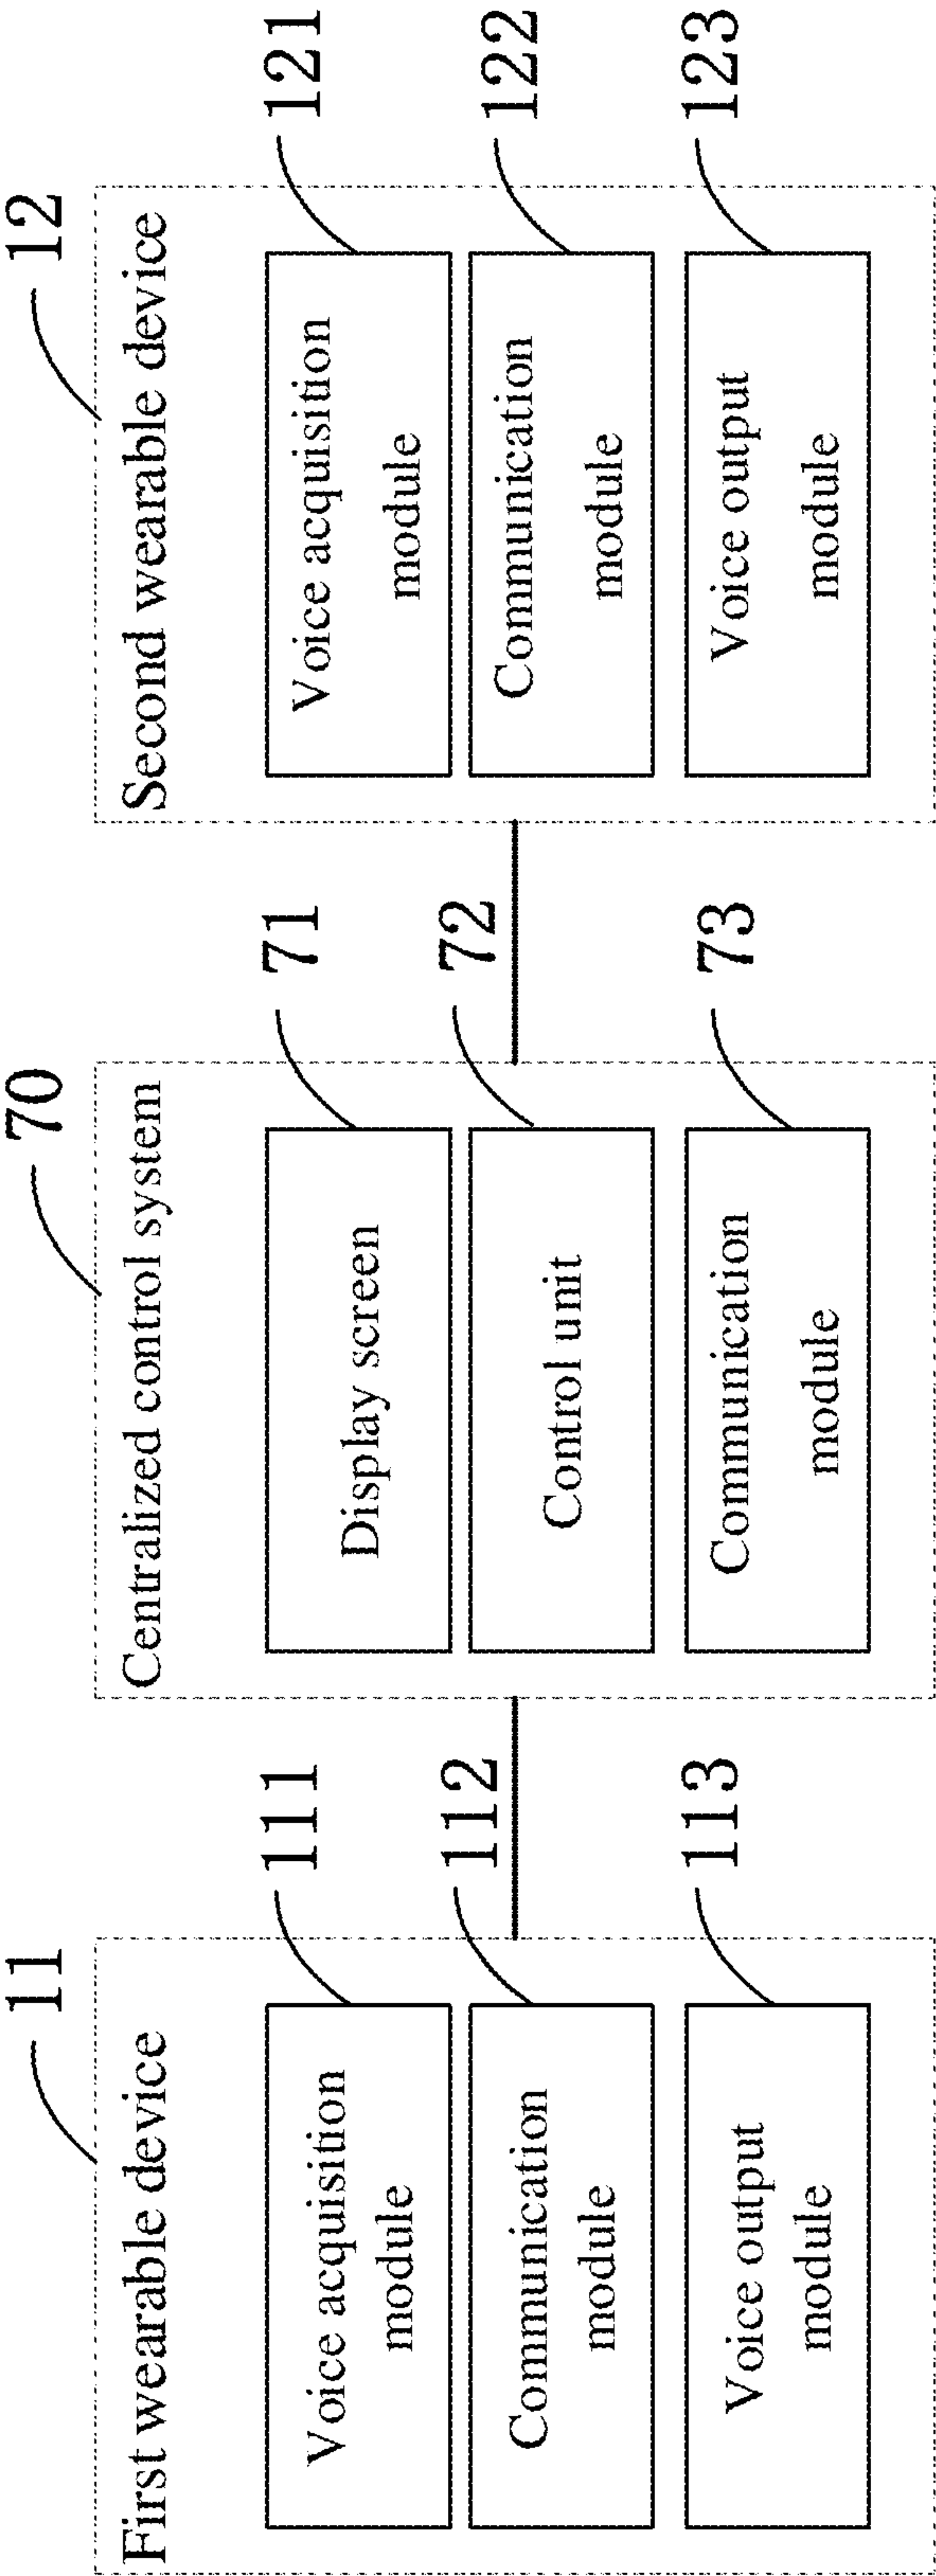 11
First wearable device
Voice acquisition
module
111
Communication
module
112
Voice output
module
113
70
Centralized control system
Display screen
71
Control unit
72
Communication
module
73
12
Second wearable device
Voice acquisition
module
121
Communication
module
122
Voice output
module
123